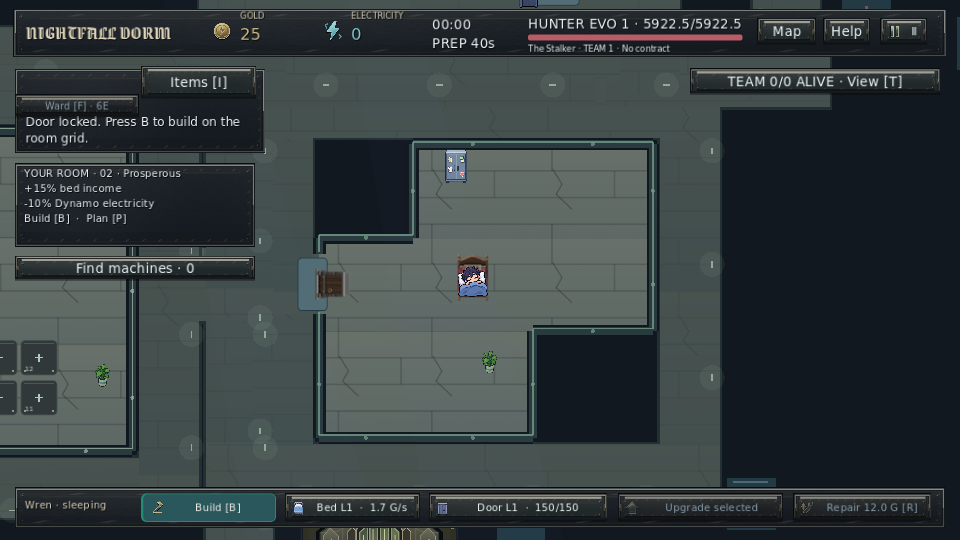 NIGHTFALL DORM
GOLD
25
ELECTRICITY
0
00:00
PREP 40s
HUNTER EVO 1 · 5922.5/5922.5
The Stalker · TEAM 1 · No contract
Map
Help
Items [I]
TEAM 0/0 ALIVE · View [T]
Ward [F] · 6E
Door locked. Press B to build on the
room grid.
YOUR ROOM · 02 · Prosperous
+15% bed income
-10% Dynamo electricity
Build [B] · Plan [P]
Find machines · 0
12
11
Wren · sleeping
Build [B]
Bed L1 · 1.7 G/s
Door L1 · 150/150
Upgrade selected
Repair 12.0 G [R]